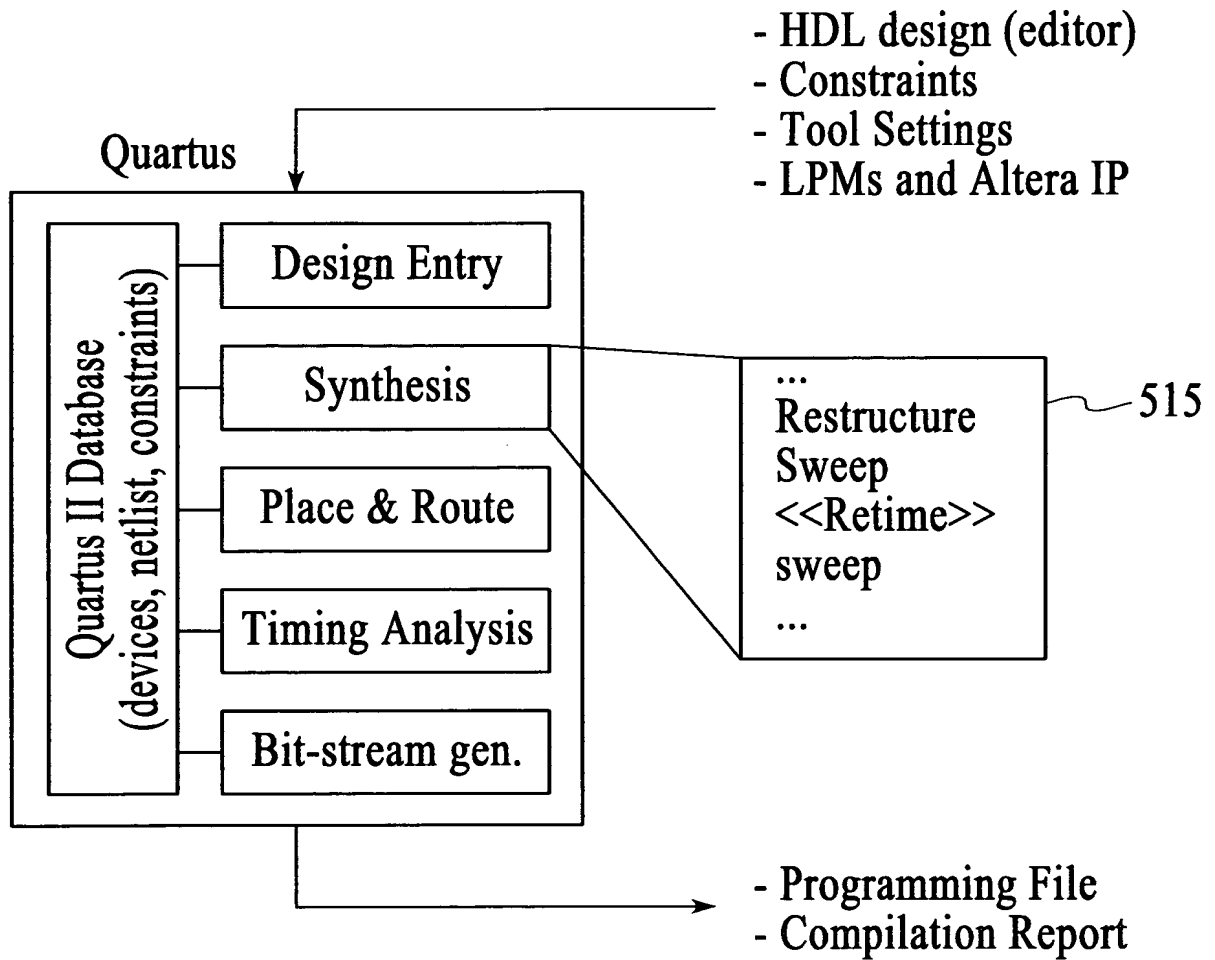 - HDL design (editor)
- Constraints
- Tool Settings
- LPMs and Altera IP
Quartus
Quartus II Database
(devices, netlist, constraints)
Design Entry
Synthesis
Place & Route
Timing Analysis
Bit-stream gen.
...
Restructure
Sweep
<<Retime>>
sweep
...
515
- Programming File
- Compilation Report